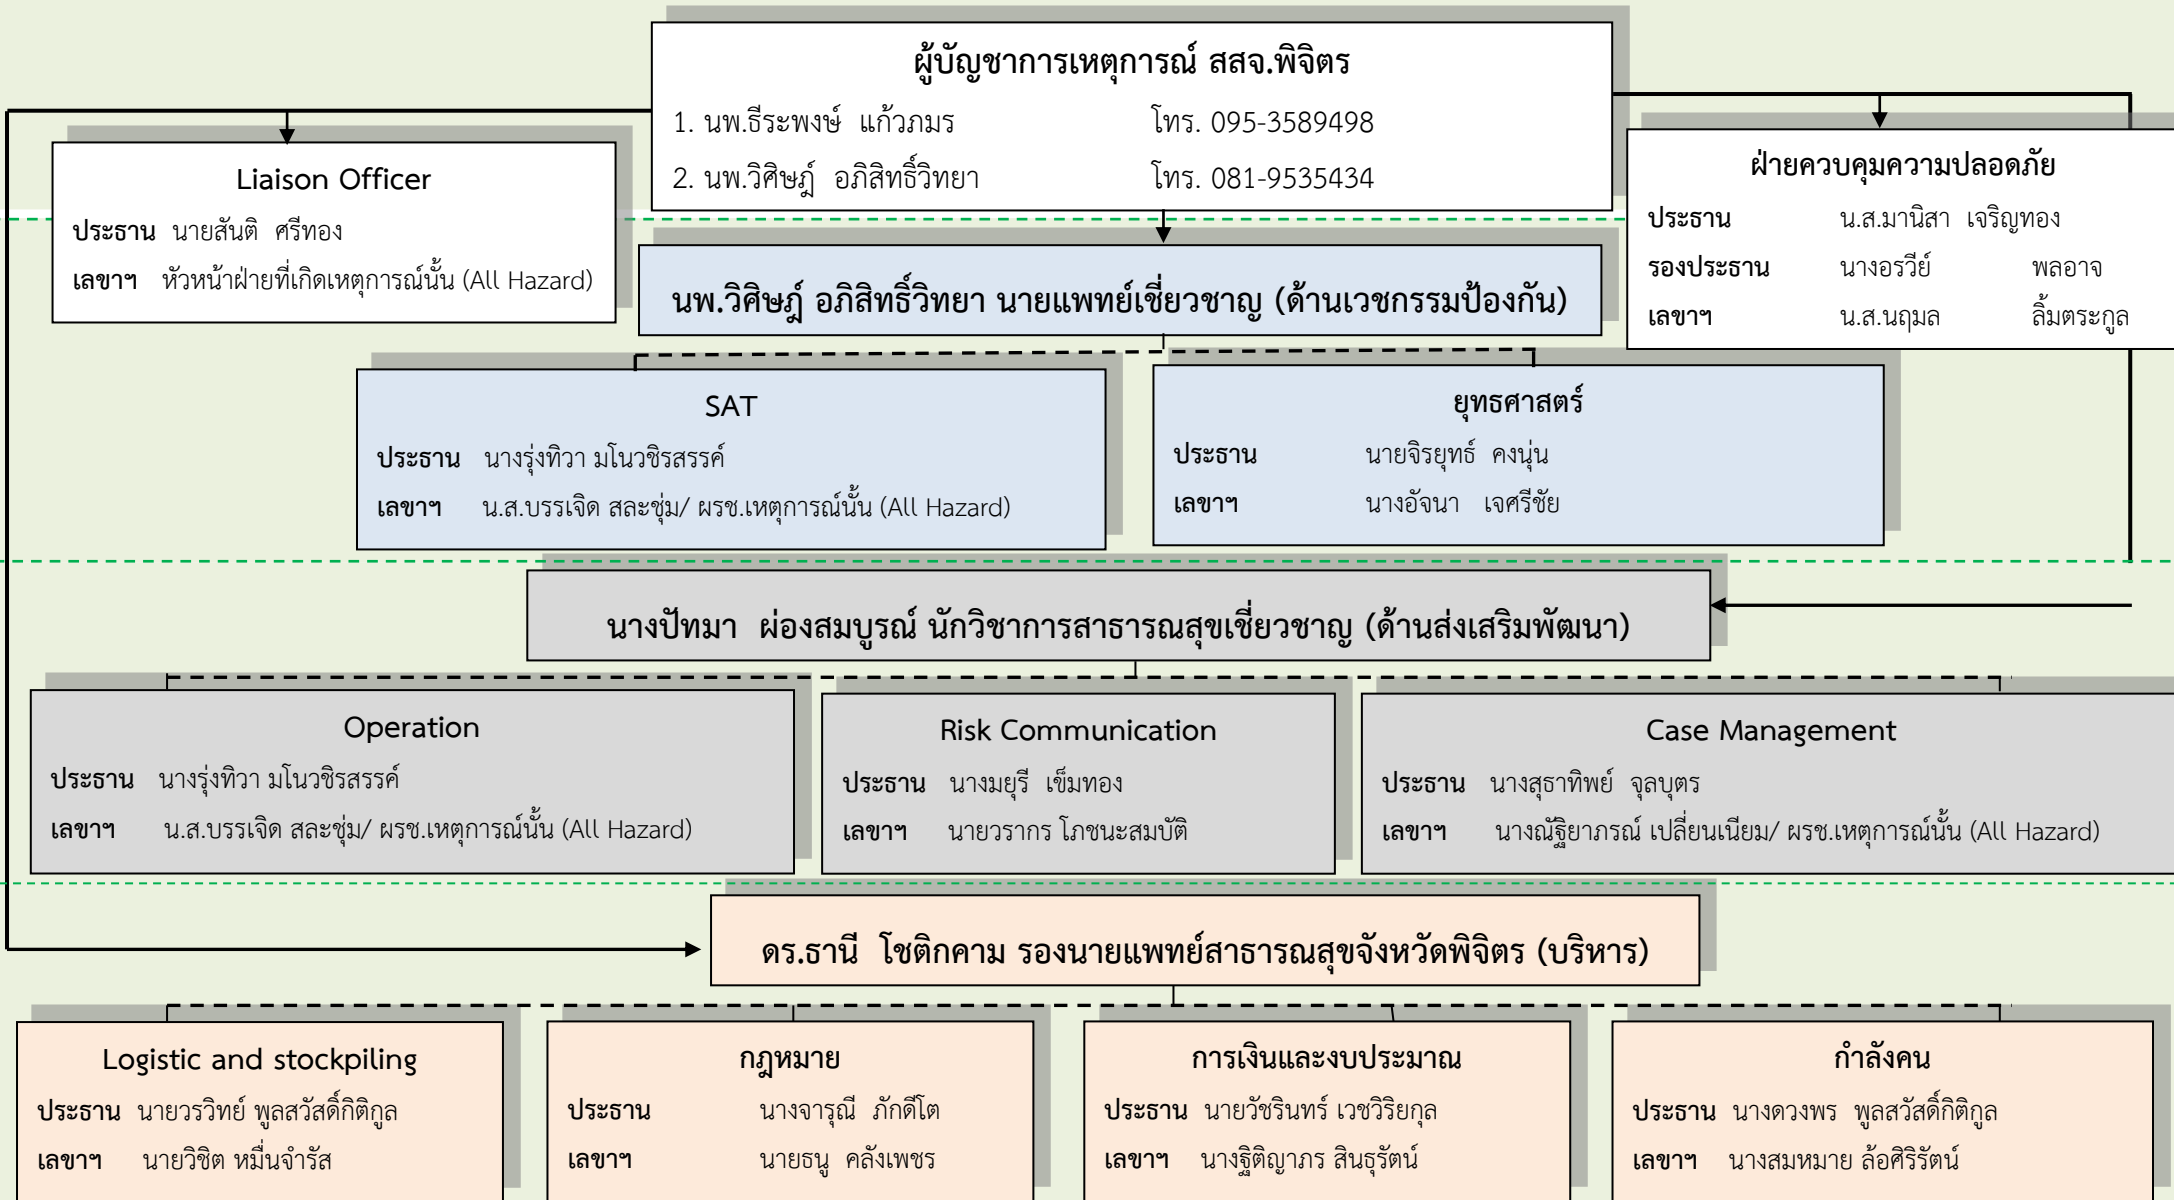 ผู้บัญชาการเหตุการณ์ สสจ.พิจิตร
1. นพ.ธีระพงษ์ แก้วภมร โทร. 095-3589498
2. นพ.วิศิษฎ์ อภิสิทธิ์วิทยา โทร. 081-9535434
Liaison Officer
ประธาน นายสันติ ศรีทอง
เลขาฯ หัวหน้าฝ่ายที่เกิดเหตุการณ์นั้น (All Hazard)
ฝ่ายควบคุมความปลอดภัย
ประธาน น.ส.มานิสา เจริญทอง
รองประธาน นางอรวีย์ พลอาจ
เลขาฯ น.ส.นฤมล ลิ้มตระกูล
นพ.วิศิษฎ์ อภิสิทธิ์วิทยา นายแพทย์เชี่ยวชาญ (ด้านเวชกรรมป้องกัน)
SAT
ประธาน นางรุ่งทิวา มโนวชิรสรรค์
เลขาฯ น.ส.บรรเจิด สละชุ่ม/ ผรช.เหตุการณ์นั้น (All Hazard)
ยุทธศาสตร์
ประธาน นายจิรยุทธ์ คงนุ่น
เลขาฯ นางอัจนา เจศรีชัย
นางปัทมา ผ่องสมบูรณ์ นักวิชาการสาธารณสุขเชี่ยวชาญ (ด้านส่งเสริมพัฒนา)
Operation
ประธาน นางรุ่งทิวา มโนวชิรสรรค์
เลขาฯ น.ส.บรรเจิด สละชุ่ม/ ผรช.เหตุการณ์นั้น (All Hazard)
Risk Communication
ประธาน นางมยุรี เข็มทอง
เลขาฯ นายวรากร โภชนะสมบัติ
Case Management
ประธาน นางสุธาทิพย์ จุลบุตร
เลขาฯ นางณัฐิยาภรณ์ เปลี่ยนเนียม/ ผรช.เหตุการณ์นั้น (All Hazard)
ดร.ธานี โชติกคาม รองนายแพทย์สาธารณสุขจังหวัดพิจิตร (บริหาร)
Logistic and stockpiling
ประธาน นายวรวิทย์ พูลสวัสดิ์กิติกูล
เลขาฯ นายวิชิต หมื่นจำรัส
กฎหมาย
ประธาน นางจารุณี ภักดีโต
เลขาฯ นายธนู คลังเพชร
การเงินและงบประมาณ
ประธาน นายวัชรินทร์ เวชวิริยกุล
เลขาฯ นางฐิติญาภร สินธุรัตน์
กำลังคน
ประธาน นางดวงพร พูลสวัสดิ์กิติกูล
เลขาฯ นางสมหมาย ล้อศิริรัตน์